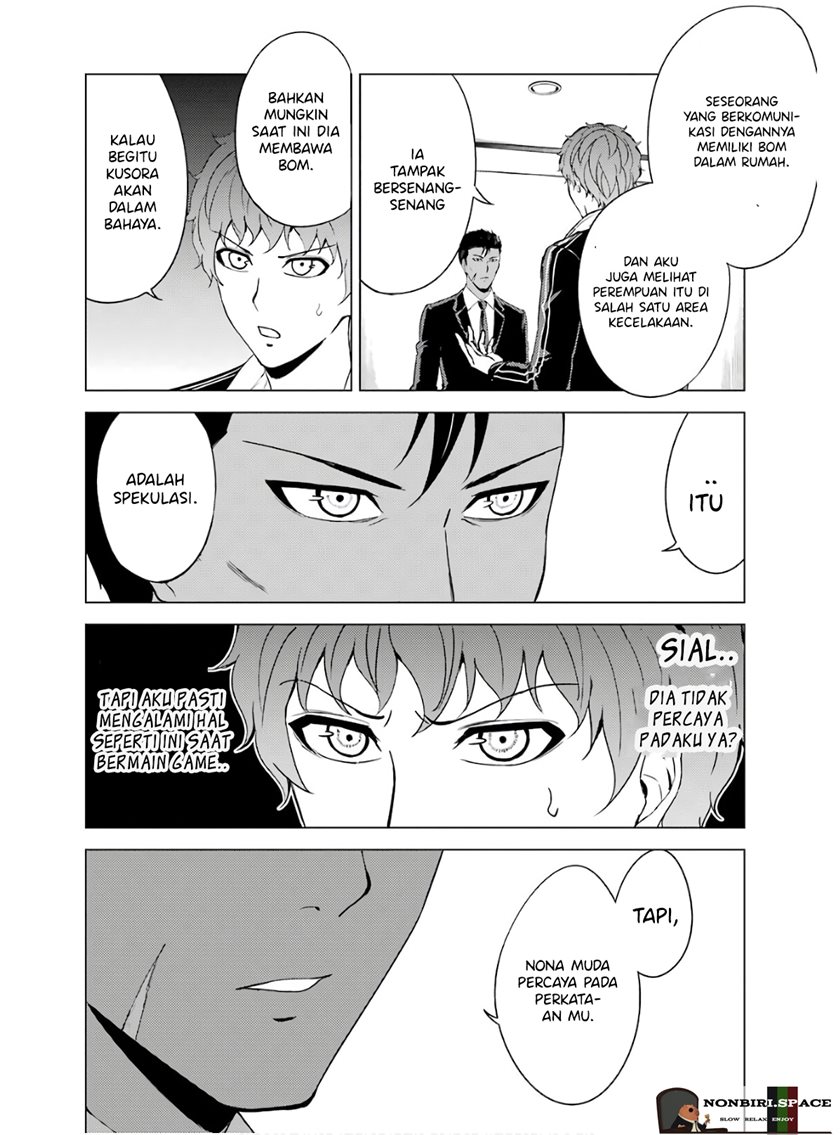 SESEORANG
YANG BERKOMUNI-
KASI DENGANNYA
MEMILIKI BOM
DALAM RUMAH.
DAN AKU
JUGA MELIHAT
PEREMPUAN ITU DI
SALAH SATU AREA
KECELAKAAN.
IA
TAMPAK
BERSENANG-
SENANG
BAHKAN
MUNGKIN
SAAT INI DIA
MEMBAWA
BOM.
KALAU
BEGITU
KUSORA
AKAN
DALAM
BAHAYA.
..
ITU
ADALAH
SPEKULASI.
SIAL..
DIA TIDAK
PERCAYA
PADAKU YA?
TAPI AKU PASTI
MENGALAMI HAL
SEPERTI INI SAAT
BERMAIN GAME..
TAPI,
NONA MUDA
PERCAYA PADA
PERKATA-
AN MU.
NONBIRI.SPACE
SLOW RELAX ENJOY